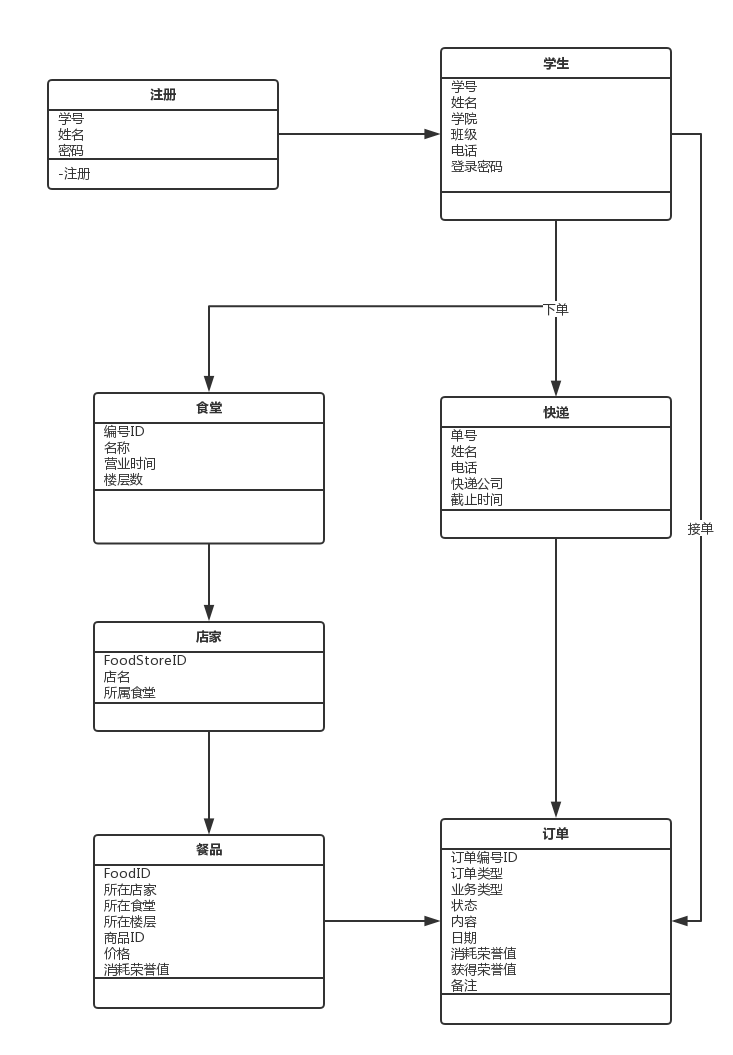 注册
学号
姓名
密码
-注册
学生
学号
姓名
学院
班级
电话
登录密码
下单
食堂
编号ID
名称
营业时间
楼层数
快递
单号
姓名
电话
快递公司
截止时间
接单
店家
FoodStoreID
店名
所属食堂
餐品
FoodID
所在店家
所在食堂
所在楼层
商品ID
价格
消耗荣誉值
订单
订单编号ID
订单类型
业务类型
状态
内容
日期
消耗荣誉值
获得荣誉值
备注